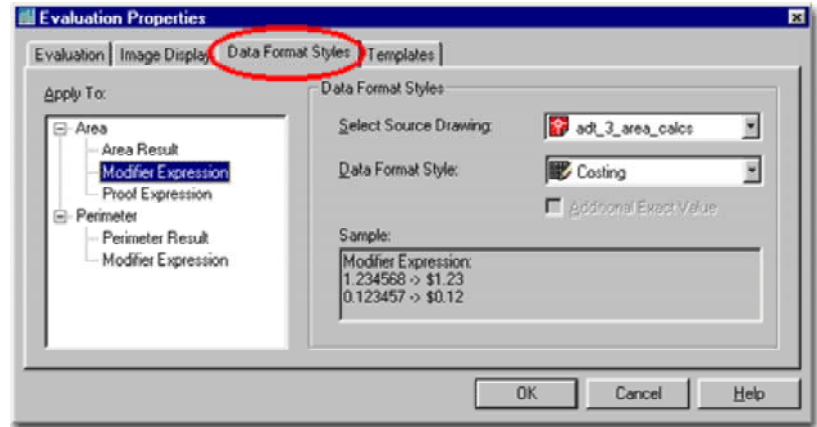 Evaluation Properties
Evaluation
Image Display
Data Format Styles
Templates
Apply To:
Area
Area Result
Modifier Expression
Proof Expression
Perimeter
Perimeter Result
Modifier Expression
Data Format Styles
Select Source Drawing:
adt_3_area_calcs
Data Format Style:
Costing
Additional Exact Value
Sample:
Modifier Expression:
1.234568 -> $1.23
0.123457 -> $0.12
OK
Cancel
Help